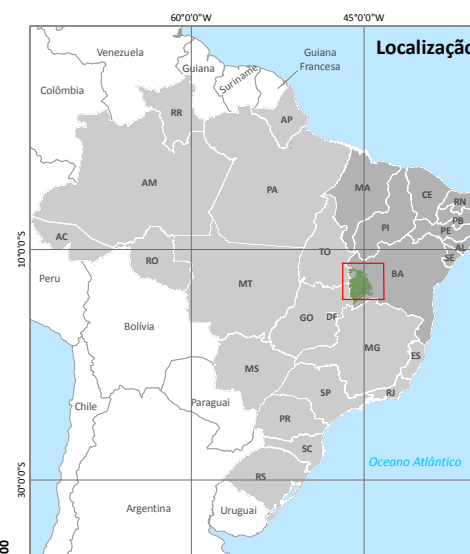 60°0'0"W
45°0'0"W
Localização
Venezuela
Guiana
Suriname
Guiana
Francesa
Colômbia
RR
AP
AM
PA
MA
CE
RN
PB
PI
PE
AL
SE
AC
10°0'0"S
TO
RO
BA
Peru
MT
Bolívia
GO
DF
MG
ES
MS
SP
RJ
Paraguai
Chile
PR
SC
Oceano Atlântico
30°0'0"S
RS
Argentina
Uruguai
00